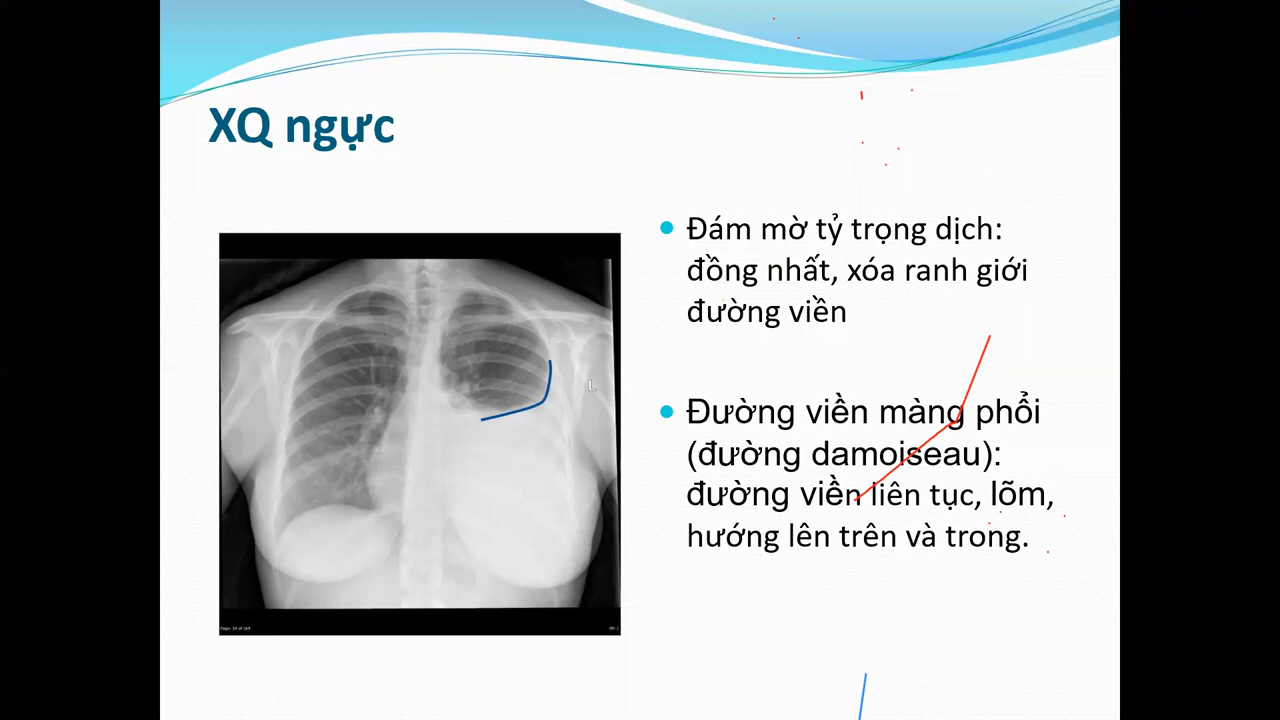 XQ ngực
Đám mờ tỷ trọng dịch:
đồng nhất, xóa ranh giới
đường viền
L
Đường viền màng phổi
(đường damoiseau):
đường viền liên tục, lõm,
hướng lên trên và trong.